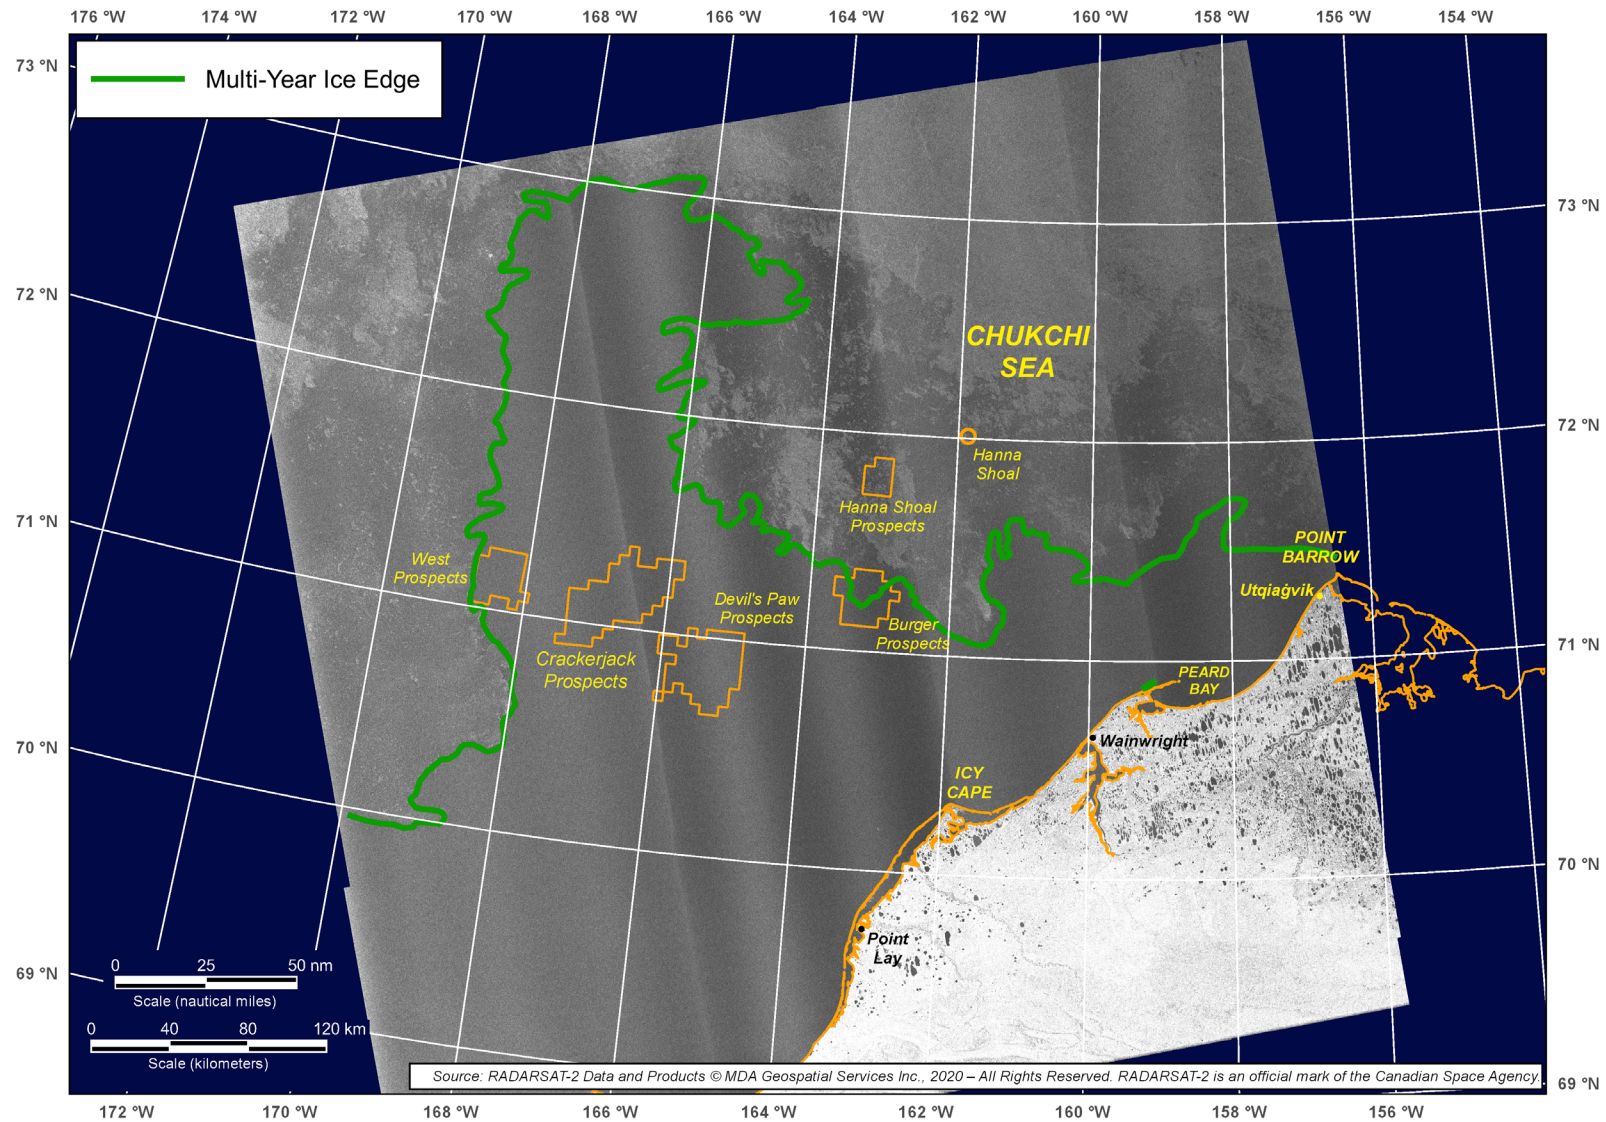 176 °W 174 °W 172 °W 170 °W 168 °W 166 °W 164 °W 162 °W 160 °W 158 °W 156 °W 154 °W
73 °N
Multi-Year Ice Edge
73 °N
72 °N
CHUKCHI
SEA
72 °N
Hanna
Shoal
Hanna Shoal
Prospects
71 °N
POINT
BARROW
West
Prospects
Utqiaġvik
Devil's Paw
Prospects
Burger
Prospects
71 °N
Crackerjack
Prospects
PEARD
BAY
70 °N
Wainwright
ICY
CAPE
70 °N
Point
Lay
69 °N
0 25 50 nm
Scale (nautical miles)
0 40 80 120 km
Scale (kilometers)
Source: RADARSAT-2 Data and Products © MDA Geospatial Services Inc., 2020 – All Rights Reserved. RADARSAT-2 is an official mark of the Canadian Space Agency.
69 °N
172 °W 170 °W 168 °W 166 °W 164 °W 162 °W 160 °W 158 °W 156 °W